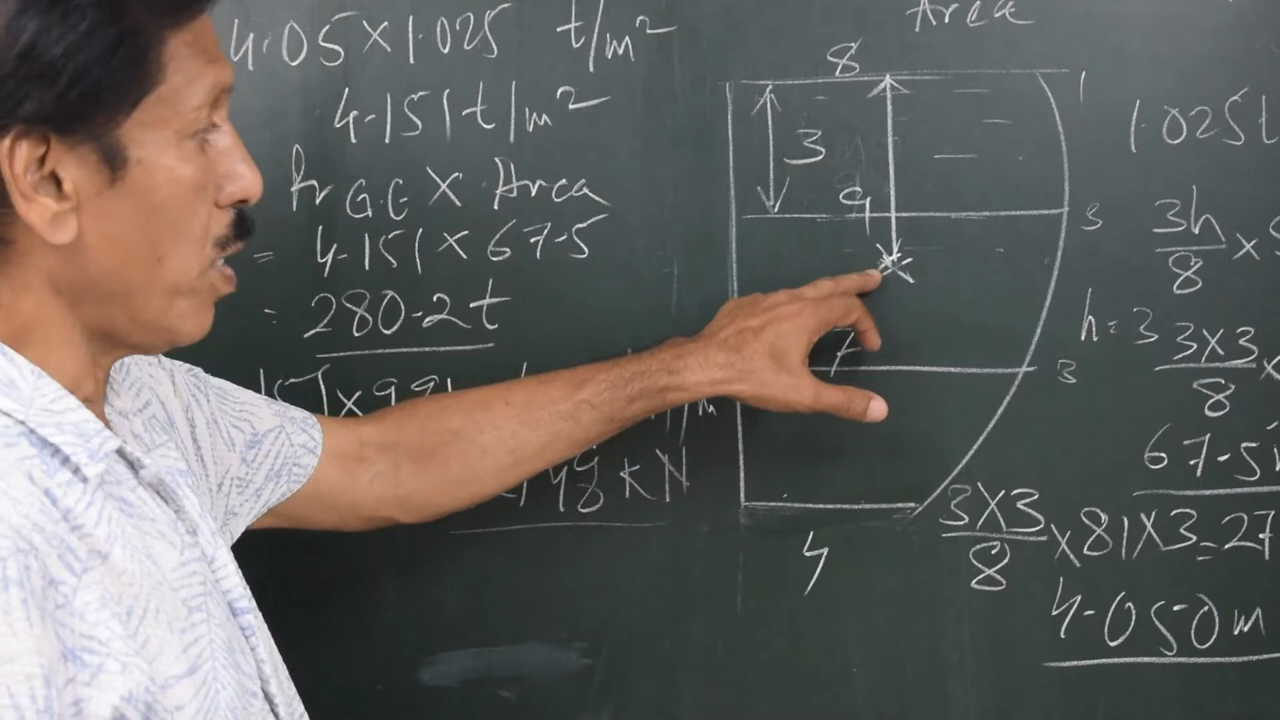 4.05×1.025 t/m²
4.151 t/m²
Pr G.C × Area
= 4.151 × 67.5
= 280.2t
kN
Area
8
1
3
9
3
7
3
4
1.025t
3h/8 ×
h=3 3×3/8 ×
67.5
3×3/8 ×81×3=27
4.050m